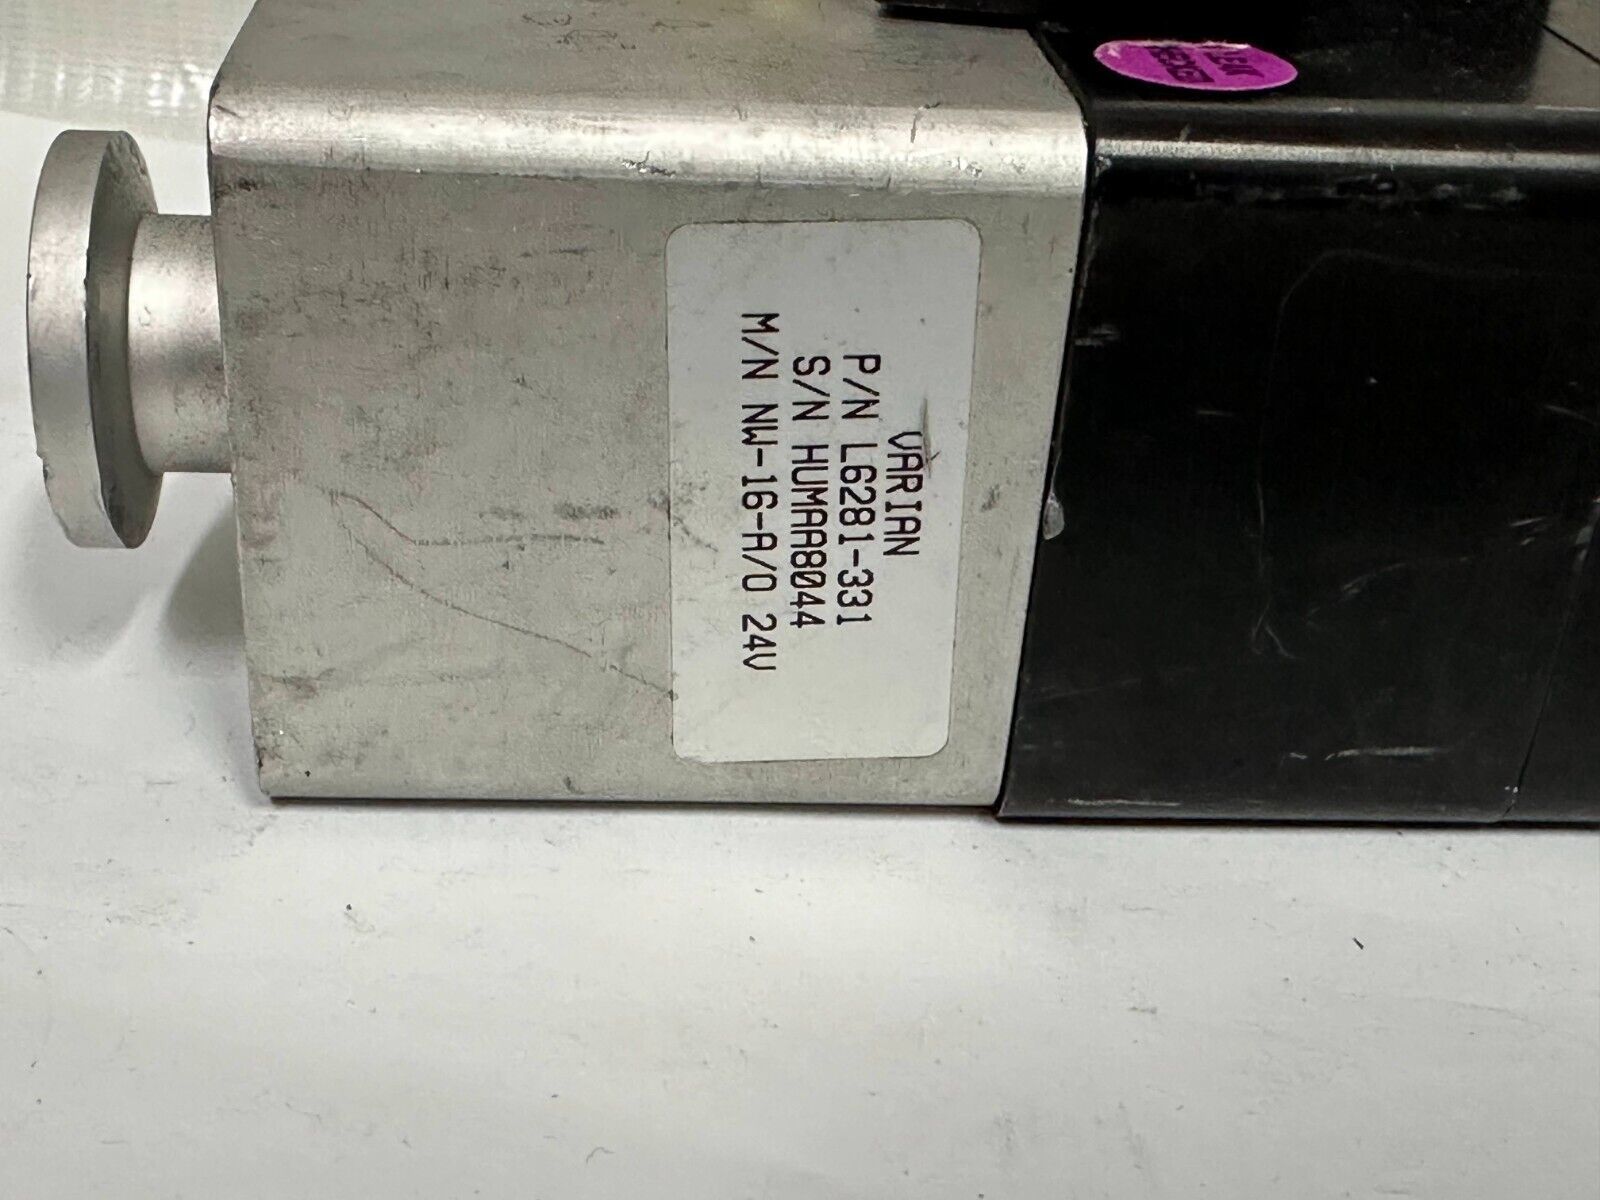 VARIAN
P/N L6281-331
S/N HUMAA8044
M/N NW-16-A/O 24V